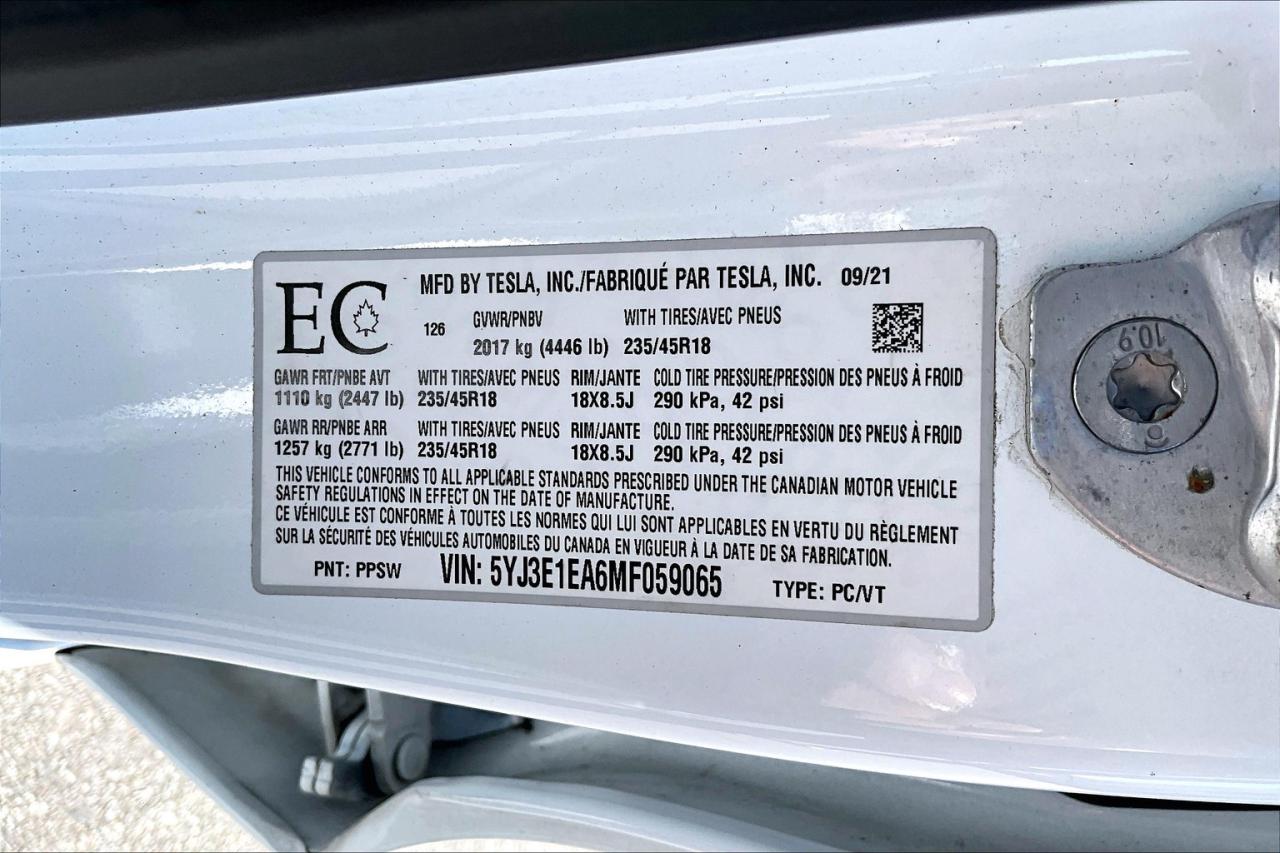 EC
MFD BY TESLA, INC./FABRIQUÉ PAR TESLA, INC. 09/21
126 GVWR/PNBV WITH TIRES/AVEC PNEUS
2017 kg (4446 lb) 235/45R18
GAWR FRT/PNBE AVT WITH TIRES/AVEC PNEUS RIM/JANTE COLD TIRE PRESSURE/PRESSION DES PNEUS À FROID
1110 kg (2447 lb) 235/45R18 18X8.5J 290 kPa, 42 psi
GAWR RR/PNBE ARR WITH TIRES/AVEC PNEUS RIM/JANTE COLD TIRE PRESSURE/PRESSION DES PNEUS À FROID
1257 kg (2771 lb) 235/45R18 18X8.5J 290 kPa, 42 psi
THIS VEHICLE CONFORMS TO ALL APPLICABLE STANDARDS PRESCRIBED UNDER THE CANADIAN MOTOR VEHICLE
SAFETY REGULATIONS IN EFFECT ON THE DATE OF MANUFACTURE.
CE VÉHICULE EST CONFORME À TOUTES LES NORMES QUI LUI SONT APPLICABLES EN VERTU DU RÈGLEMENT
SUR LA SÉCURITÉ DES VÉHICULES AUTOMOBILES DU CANADA EN VIGUEUR À LA DATE DE SA FABRICATION.
PNT: PPSW VIN: 5YJ3E1EA6MF059065 TYPE: PC/VT
10.9